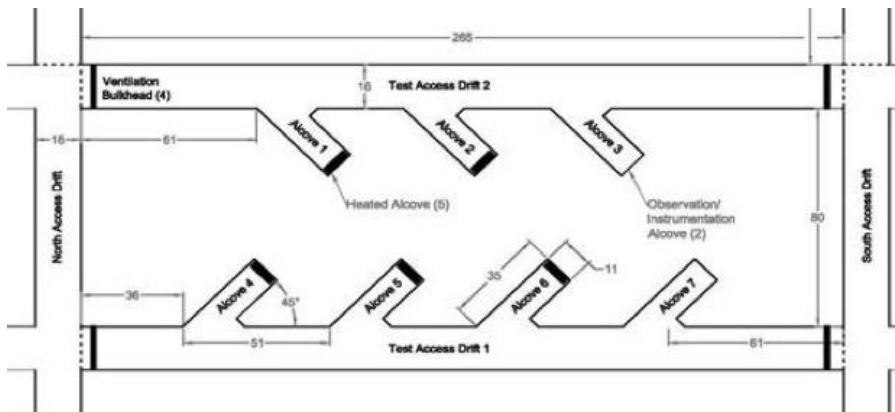 265
Ventilation
Bulkhead (4)
16
Test Access Drift 2
16
61
Alcove 1
Alcove 2
Alcove 3
Heated Alcove (5)
Observation/
Instrumentation
Alcove (2)
80
North Access Drift
South Access Drift
36
Alcove 4
45°
Alcove 5
35
Alcove 6
11
Alcove 7
51
61
Test Access Drift 1